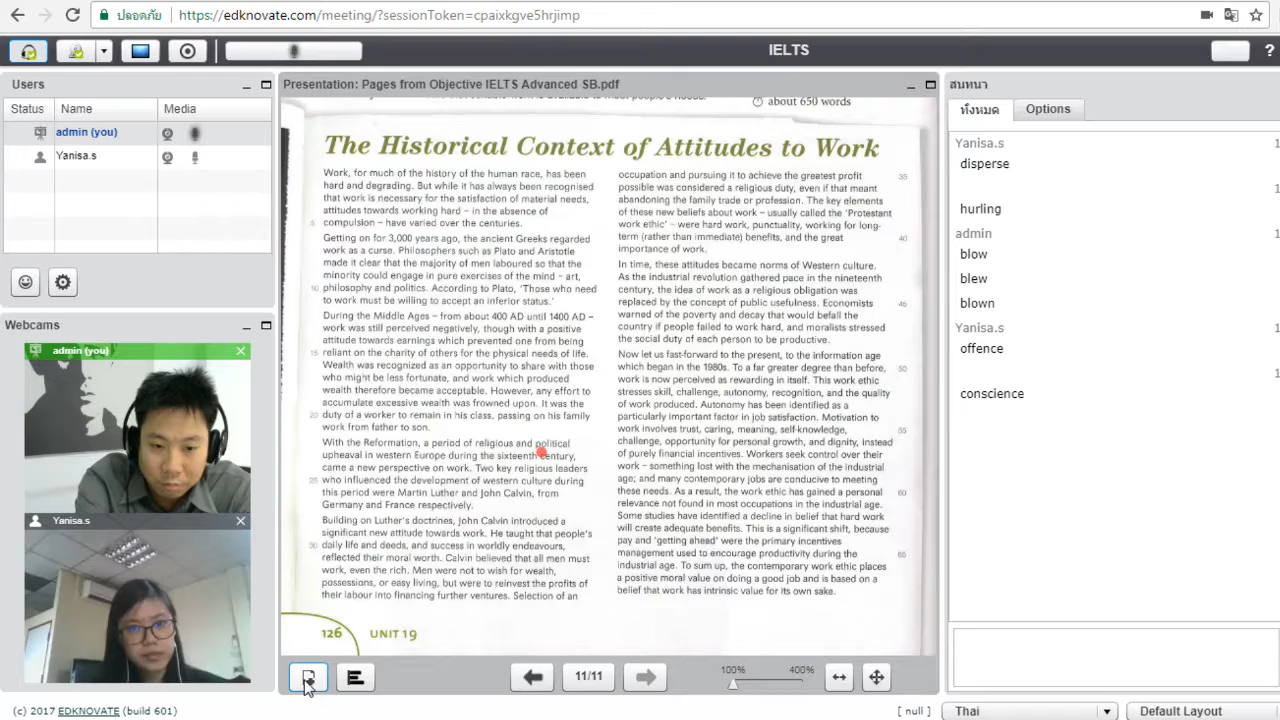 ปลอดภัย
https://edknovate.com/meeting/?sessionToken=cpaixkgve5hrjimp
IELTS
?
Users
Status Name Media
admin (you)
Yanisa.s
Webcams
admin (you)
Yanisa.s
Presentation: Pages from Objective IELTS Advanced SB.pdf
about 650 words
The Historical Context of Attitudes to Work
Work, for much of the history of the human race, has been
hard and degrading. But while it has always been recognised
that work is necessary for the satisfaction of material needs,
attitudes towards working hard – in the absence of
5 compulsion – have varied over the centuries.
Getting on for 3,000 years ago, the ancient Greeks regarded
work as a curse. Philosophers such as Plato and Aristotle
made it clear that the majority of men laboured so that the
minority could engage in pure exercises of the mind – art,
10 philosophy and politics. According to Plato, 'Those who need
to work must be willing to accept an inferior status.'
During the Middle Ages – from about 400 AD until 1400 AD –
work was still perceived negatively, though with a positive
attitude towards earnings which prevented one from being
15 reliant on the charity of others for the physical needs of life.
Wealth was recognized as an opportunity to share with those
who might be less fortunate, and work which produced
wealth therefore became acceptable. However, any effort to
accumulate excessive wealth was frowned upon. It was the
20 duty of a worker to remain in his class, passing on his family
work from father to son.
With the Reformation, a period of religious and political
upheaval in western Europe during the sixteenth century,
came a new perspective on work. Two key religious leaders
25 who influenced the development of western culture during
this period were Martin Luther and John Calvin, from
Germany and France respectively.
Building on Luther's doctrines, John Calvin introduced a
significant new attitude towards work. He taught that people's
30 daily life and deeds, and success in worldly endeavours,
reflected their moral worth. Calvin believed that all men must
work, even the rich. Men were not to wish for wealth,
possessions, or easy living, but were to reinvest the profits of
their labour into financing further ventures. Selection of an
occupation and pursuing it to achieve the greatest profit 35
possible was considered a religious duty, even if that meant
abandoning the family trade or profession. The key elements
of these new beliefs about work – usually called the 'Protestant
work ethic' – were hard work, punctuality, working for long-
term (rather than immediate) benefits, and the great 40
importance of work.
In time, these attitudes became norms of Western culture.
As the industrial revolution gathered pace in the nineteenth
century, the idea of work as a religious obligation was
replaced by the concept of public usefulness. Economists 45
warned of the poverty and decay that would befall the
country if people failed to work hard, and moralists stressed
the social duty of each person to be productive.
Now let us fast-forward to the present, to the information age
which began in the 1980s. To a far greater degree than before, 50
work is now perceived as rewarding in itself. This work ethic
stresses skill, challenge, autonomy, recognition, and the quality
of work produced. Autonomy has been identified as a
particularly important factor in job satisfaction. Motivation to
work involves trust, caring, meaning, self-knowledge, 55
challenge, opportunity for personal growth, and dignity, instead
of purely financial incentives. Workers seek control over their
work – something lost with the mechanisation of the industrial
age; and many contemporary jobs are conducive to meeting
these needs. As a result, the work ethic has gained a personal 60
relevance not found in most occupations in the industrial age.
Some studies have identified a decline in belief that hard work
will create adequate benefits. This is a significant shift, because
pay and 'getting ahead' were the primary incentives
management used to encourage productivity during the 65
industrial age. To sum up, the contemporary work ethic places
a positive moral value on doing a good job and is based on a
belief that work has intrinsic value for its own sake.
126 UNIT 19
11/11
100% 400%
สนทนา
ทั้งหมด Options
Yanisa.s 1
disperse
1
hurling
admin 1
blow
blew
blown
Yanisa.s 1
offence
1
conscience
(c) 2017 EDKNOVATE (build 601)
[ null ]
Thai
Default Layout